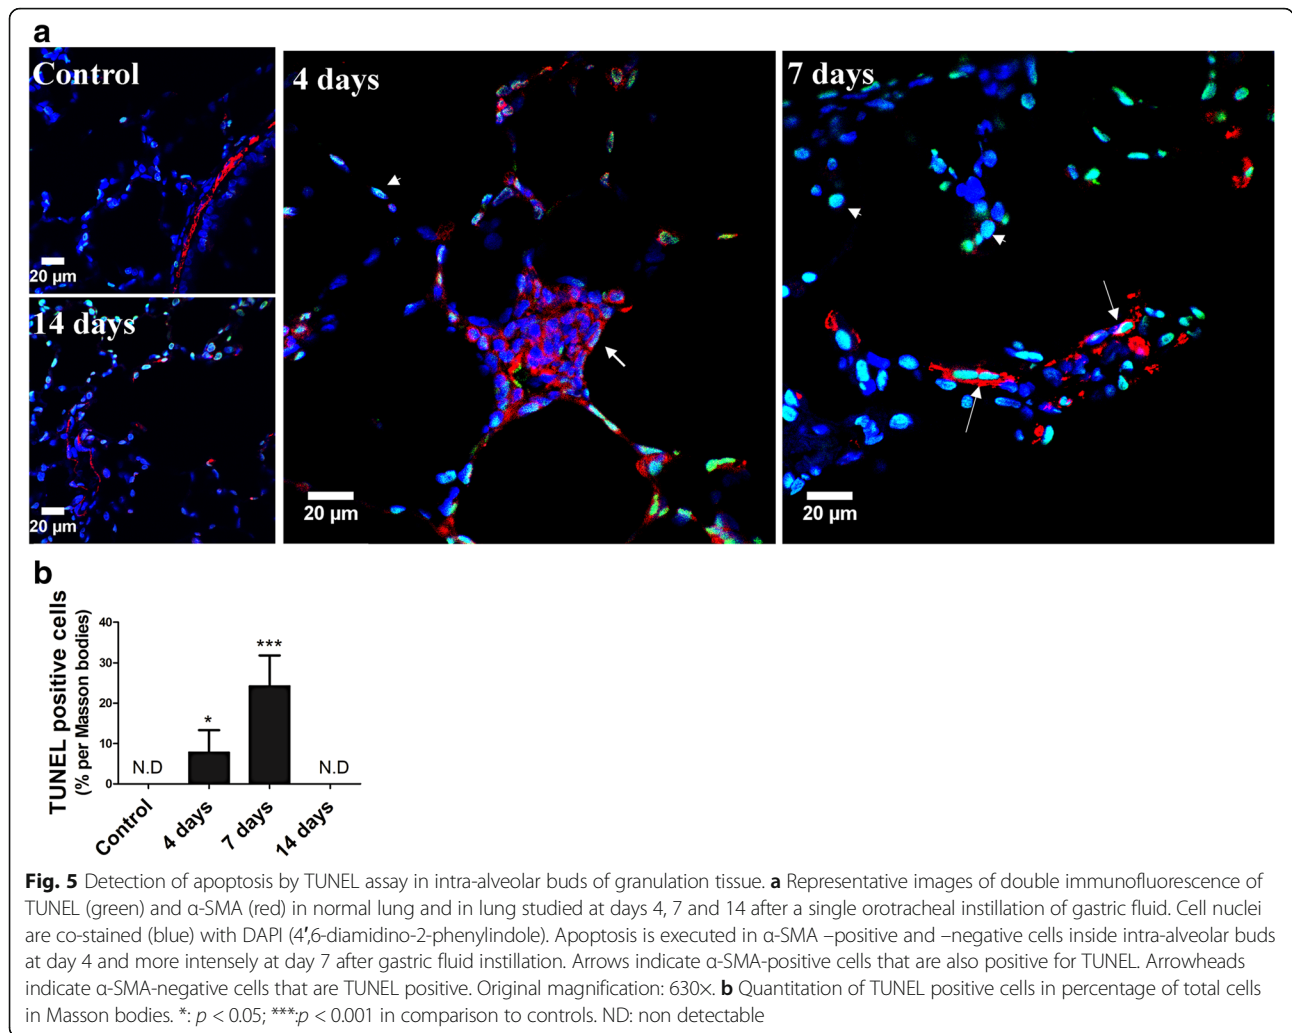 a
Control
4 days
7 days
20 µm
14 days
20 µm
20 µm
20 µm
b
TUNEL positive cells
(% per Masson bodies)
40
30
20
10
0
N.D
*
***
N.D
Control
4 days
7 days
14 days
Fig. 5 Detection of apoptosis by TUNEL assay in intra-alveolar buds of granulation tissue. a Representative images of double immunofluorescence of
TUNEL (green) and α-SMA (red) in normal lung and in lung studied at days 4, 7 and 14 after a single orotracheal instillation of gastric fluid. Cell nuclei
are co-stained (blue) with DAPI (4′,6-diamidino-2-phenylindole). Apoptosis is executed in α-SMA –positive and –negative cells inside intra-alveolar buds
at day 4 and more intensely at day 7 after gastric fluid instillation. Arrows indicate α-SMA-positive cells that are also positive for TUNEL. Arrowheads
indicate α-SMA-negative cells that are TUNEL positive. Original magnification: 630×. b Quantitation of TUNEL positive cells in percentage of total cells
in Masson bodies. *: p < 0.05; ***:p < 0.001 in comparison to controls. ND: non detectable